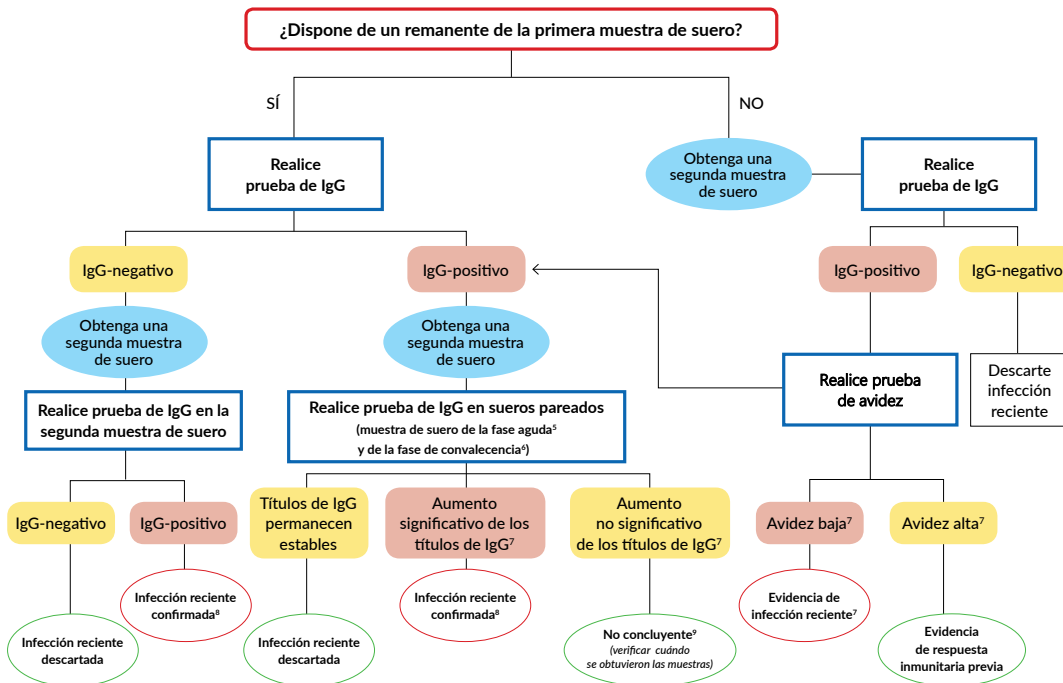 ¿Dispone de un remanente de la primera muestra de suero?
SÍ
NO
Realice
prueba de IgG
Obtenga una
segunda muestra
de suero
Realice
prueba de IgG
IgG-negativo
IgG-positivo
IgG-positivo
IgG-negativo
Obtenga una
segunda muestra
de suero
Obtenga una
segunda muestra
de suero
Realice prueba de IgG en la
segunda muestra de suero
Realice prueba de IgG en sueros pareados
(muestra de suero de la fase aguda⁵
y de la fase de convalecencia⁶)
Realice prueba
de avidez
Descarte
infección
reciente
IgG-negativo
IgG-positivo
Títulos de IgG
permanecen
estables
Aumento
significativo de los
títulos de IgG⁷
Aumento
no significativo
de los títulos de IgG⁷
Avidez baja⁷
Avidez alta⁷
Infección reciente
descartada
Infección reciente
confirmada⁸
Infección reciente
descartada
Infección reciente
confirmada⁸
No concluyente⁹
(verificar cuándo
se obtuvieron las muestras)
Evidencia de
infección reciente⁷
Evidencia
de respuesta
inmunitaria previa